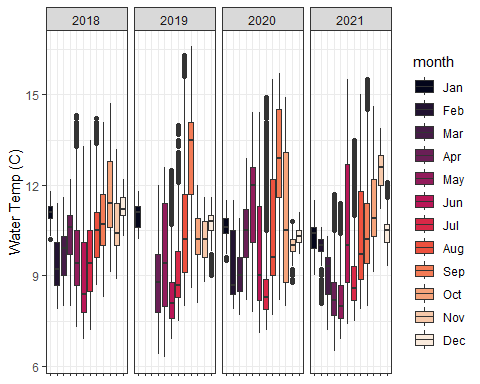 2018 2019 2020 2021
Water Temp (C)
15
12
9
6
month
Jan
Feb
Mar
Apr
May
Jun
Jul
Aug
Sep
Oct
Nov
Dec